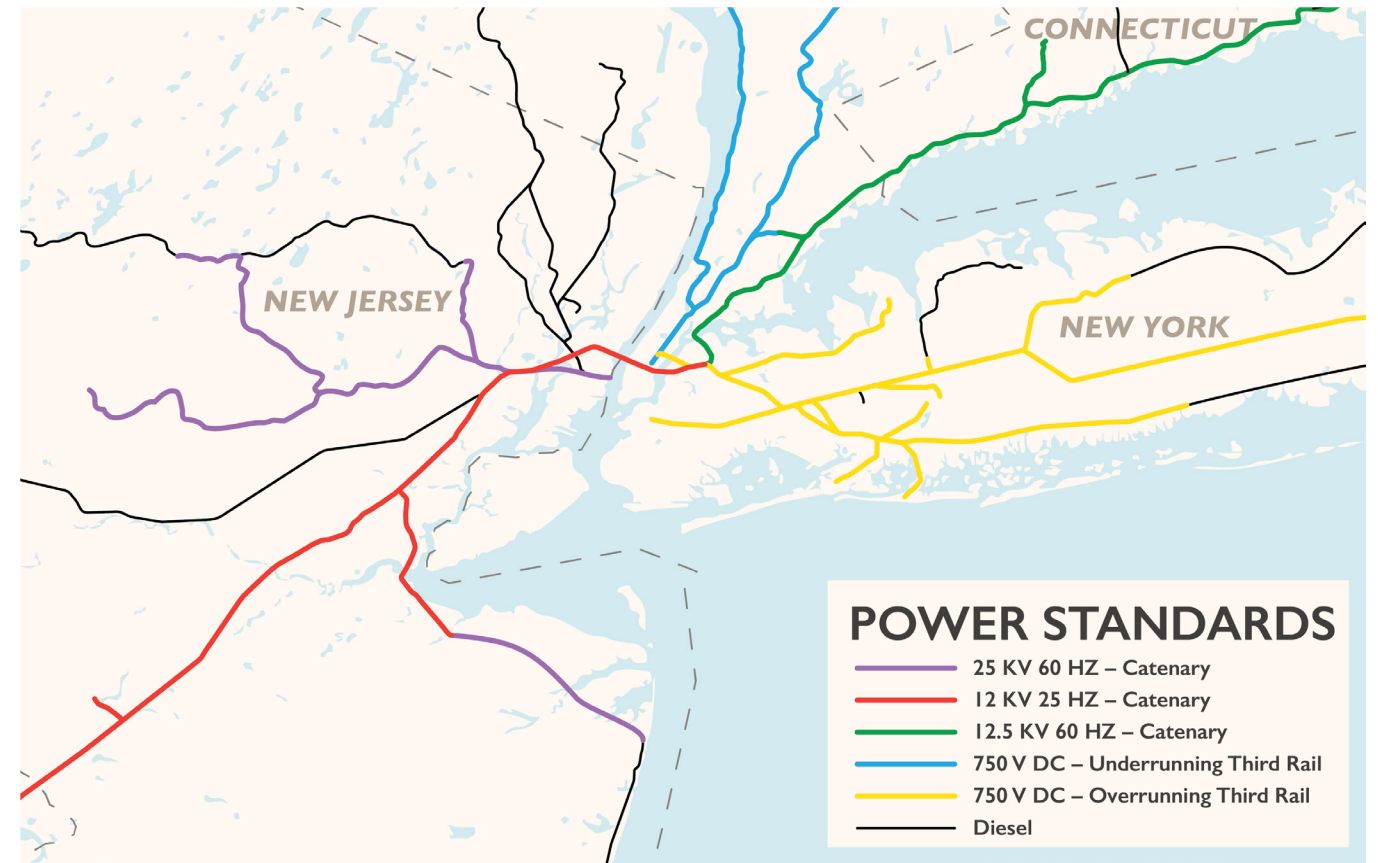 CONNECTICUT
NEW JERSEY
NEW YORK
POWER STANDARDS
25 KV 60 HZ – Catenary
12 KV 25 HZ – Catenary
12.5 KV 60 HZ – Catenary
750 V DC – Underrunning Third Rail
750 V DC – Overrunning Third Rail
Diesel